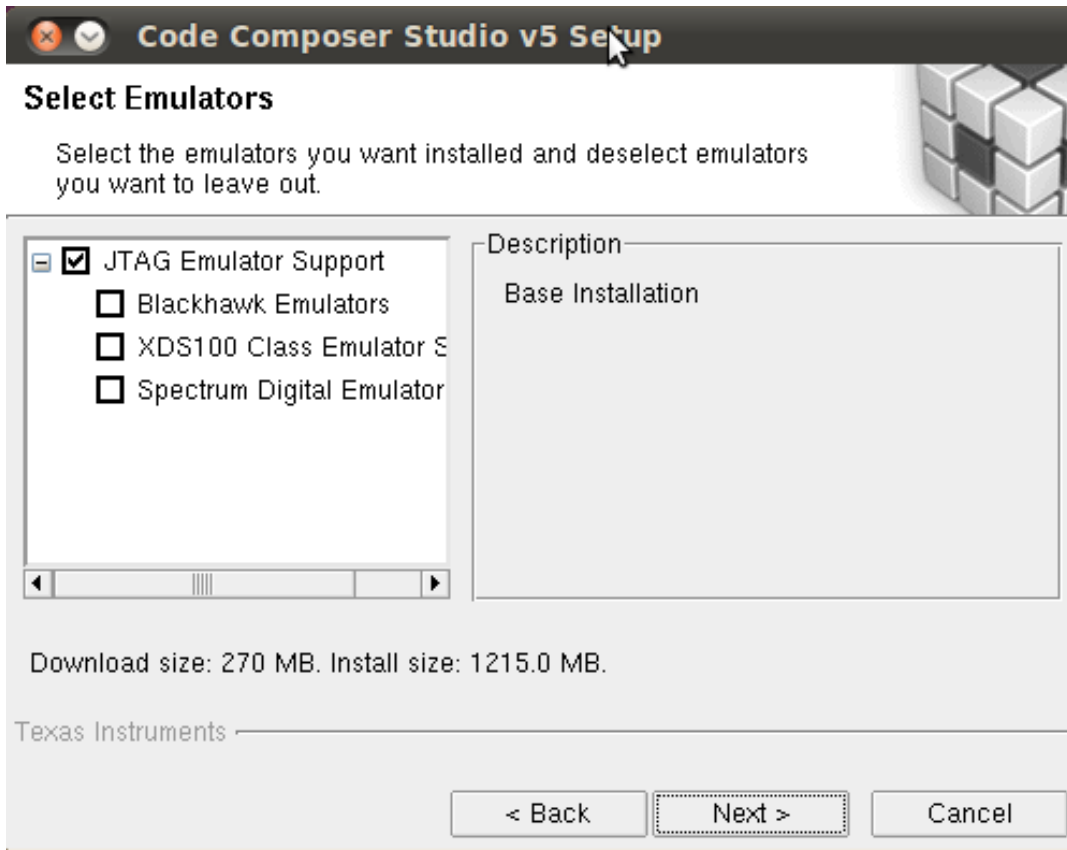 Code Composer Studio v5 Setup
Select Emulators
Select the emulators you want installed and deselect emulators
you want to leave out.
JTAG Emulator Support
Blackhawk Emulators
XDS100 Class Emulator S
Spectrum Digital Emulator
Description
Base Installation
Download size: 270 MB. Install size: 1215.0 MB.
Texas Instruments
< Back
Next >
Cancel